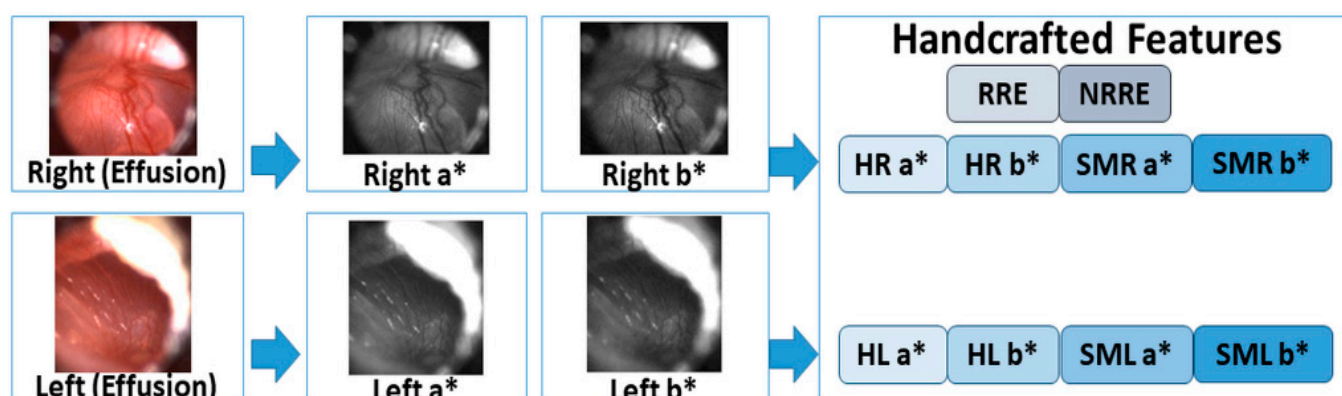 Handcrafted Features
RRE NRRE
Right (Effusion) Right a* Right b* HR a* HR b* SMR a* SMR b*
Left (Effusion) Left a* Left b* HL a* HL b* SML a* SML b*